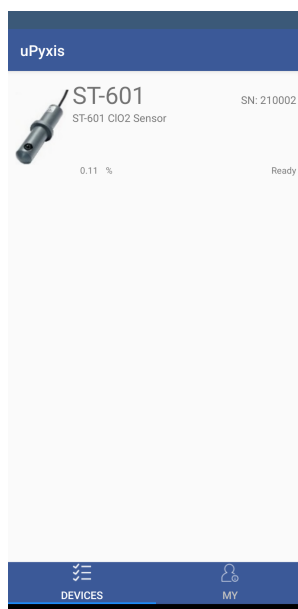 uPyxis
ST-601
SN: 210002
ST-601 ClO2 Sensor
0.11 %
Ready
DEVICES
MY